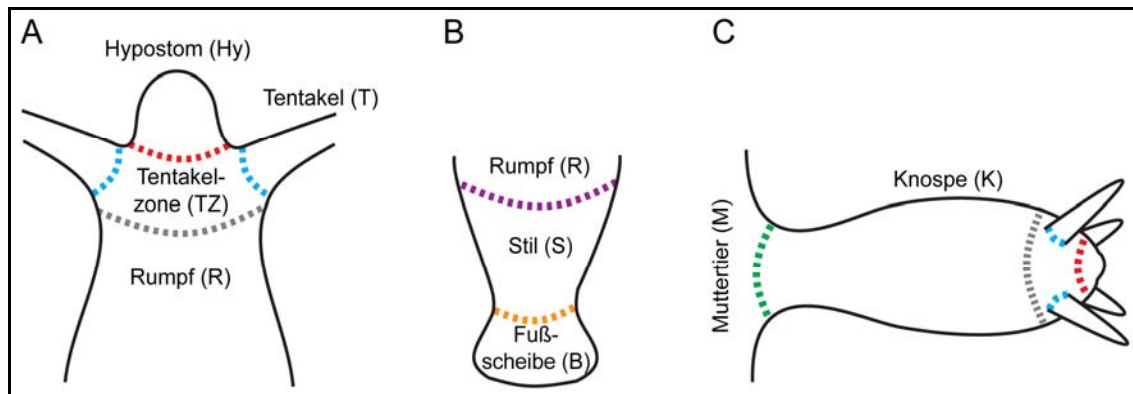 A
Hypostom (Hy)
Tentakel (T)
Tentakel-
zone (TZ)
Rumpf (R)
B
Rumpf (R)
Stil (S)
Fuß-
scheibe (B)
C
Knospe (K)
Muttertier (M)